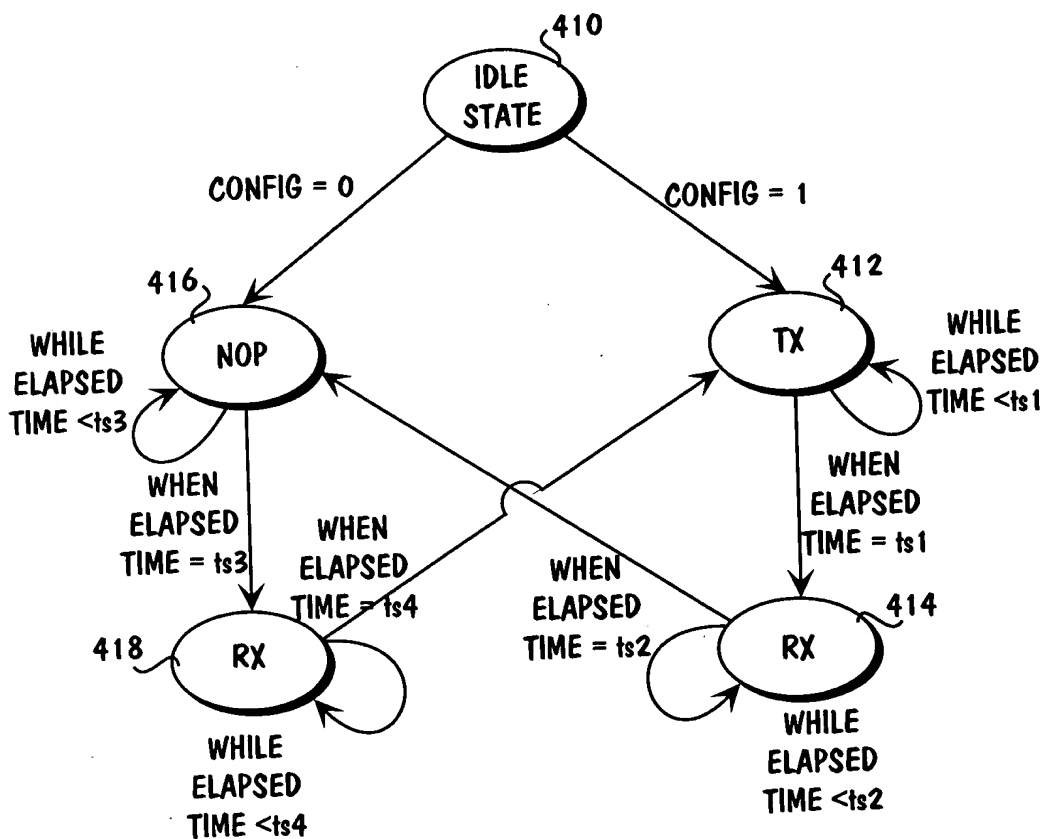 410
IDLE
STATE
CONFIG = 0
CONFIG = 1
416
412
NOP
TX
WHILE
ELAPSED
TIME <ts3
WHILE
ELAPSED
TIME <ts1
WHEN
ELAPSED
TIME = ts3
WHEN
ELAPSED
TIME = ts4
WHEN
ELAPSED
TIME = ts2
WHEN
ELAPSED
TIME = ts1
418
RX
414
RX
WHILE
ELAPSED
TIME <ts4
WHILE
ELAPSED
TIME <ts2